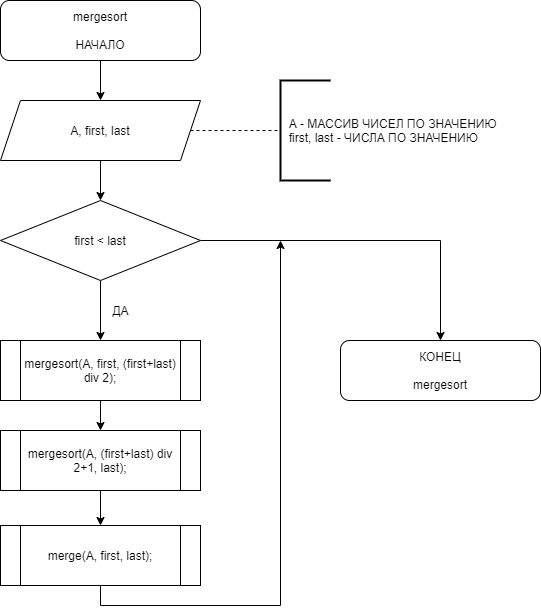 mergesort
НАЧАЛО
A, first, last
А - МАССИВ ЧИСЕЛ ПО ЗНАЧЕНИЮ
first, last - ЧИСЛА ПО ЗНАЧЕНИЮ
first < last
ДА
mergesort(A, first, (first+last)
div 2);
КОНЕЦ
mergesort
mergesort(A, (first+last) div
2+1, last);
merge(A, first, last);